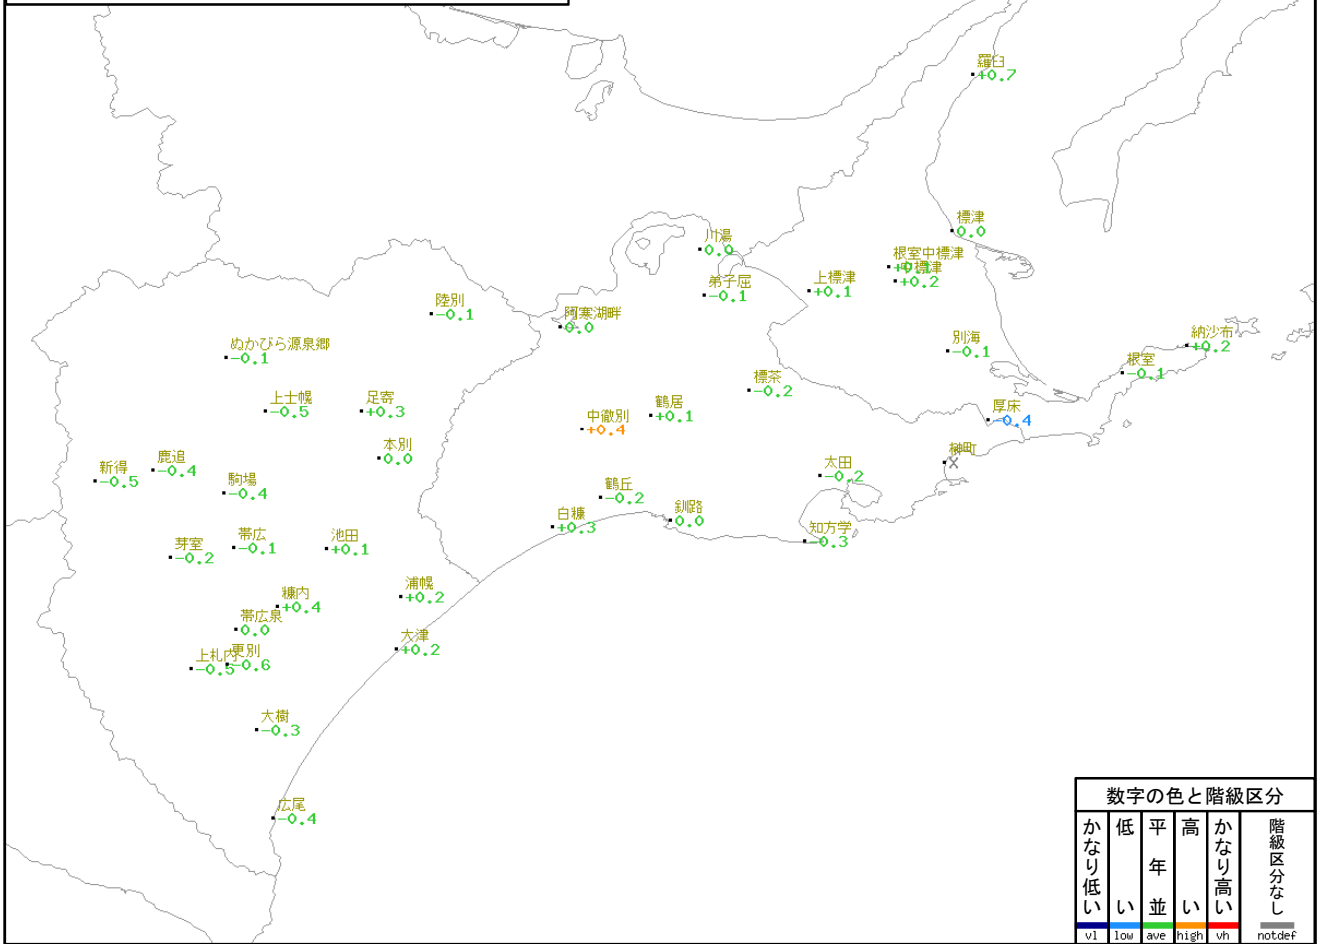 羅臼
+0.7
標津
0.0
川湯
0.0
根室中標津
中標津
+0.2
弟子屈
-0.1
上標津
+0.1
陸別
-0.1
阿寒湖畔
0.0
納沙布
+0.2
別海
-0.1
根室
-0.1
ぬかびら源泉郷
-0.1
標茶
-0.2
上士幌
-0.5
足寄
+0.3
鶴居
+0.1
中徹別
+0.4
厚床
-0.4
本別
0.0
榊町
×
新得
-0.5
鹿追
-0.4
太田
-0.2
駒場
-0.4
鶴丘
-0.2
白糠
+0.3
釧路
0.0
知方学
-0.3
芽室
-0.2
帯広
-0.1
池田
+0.1
浦幌
+0.2
糠内
+0.4
帯広泉
0.0
大津
+0.2
上札内
-0.5
更別
-0.6
大樹
-0.3
広尾
-0.4
数字の色と階級区分
かなり低い
低い
平年並
高い
かなり高い
階級区分なし
vl low ave high vh notdef